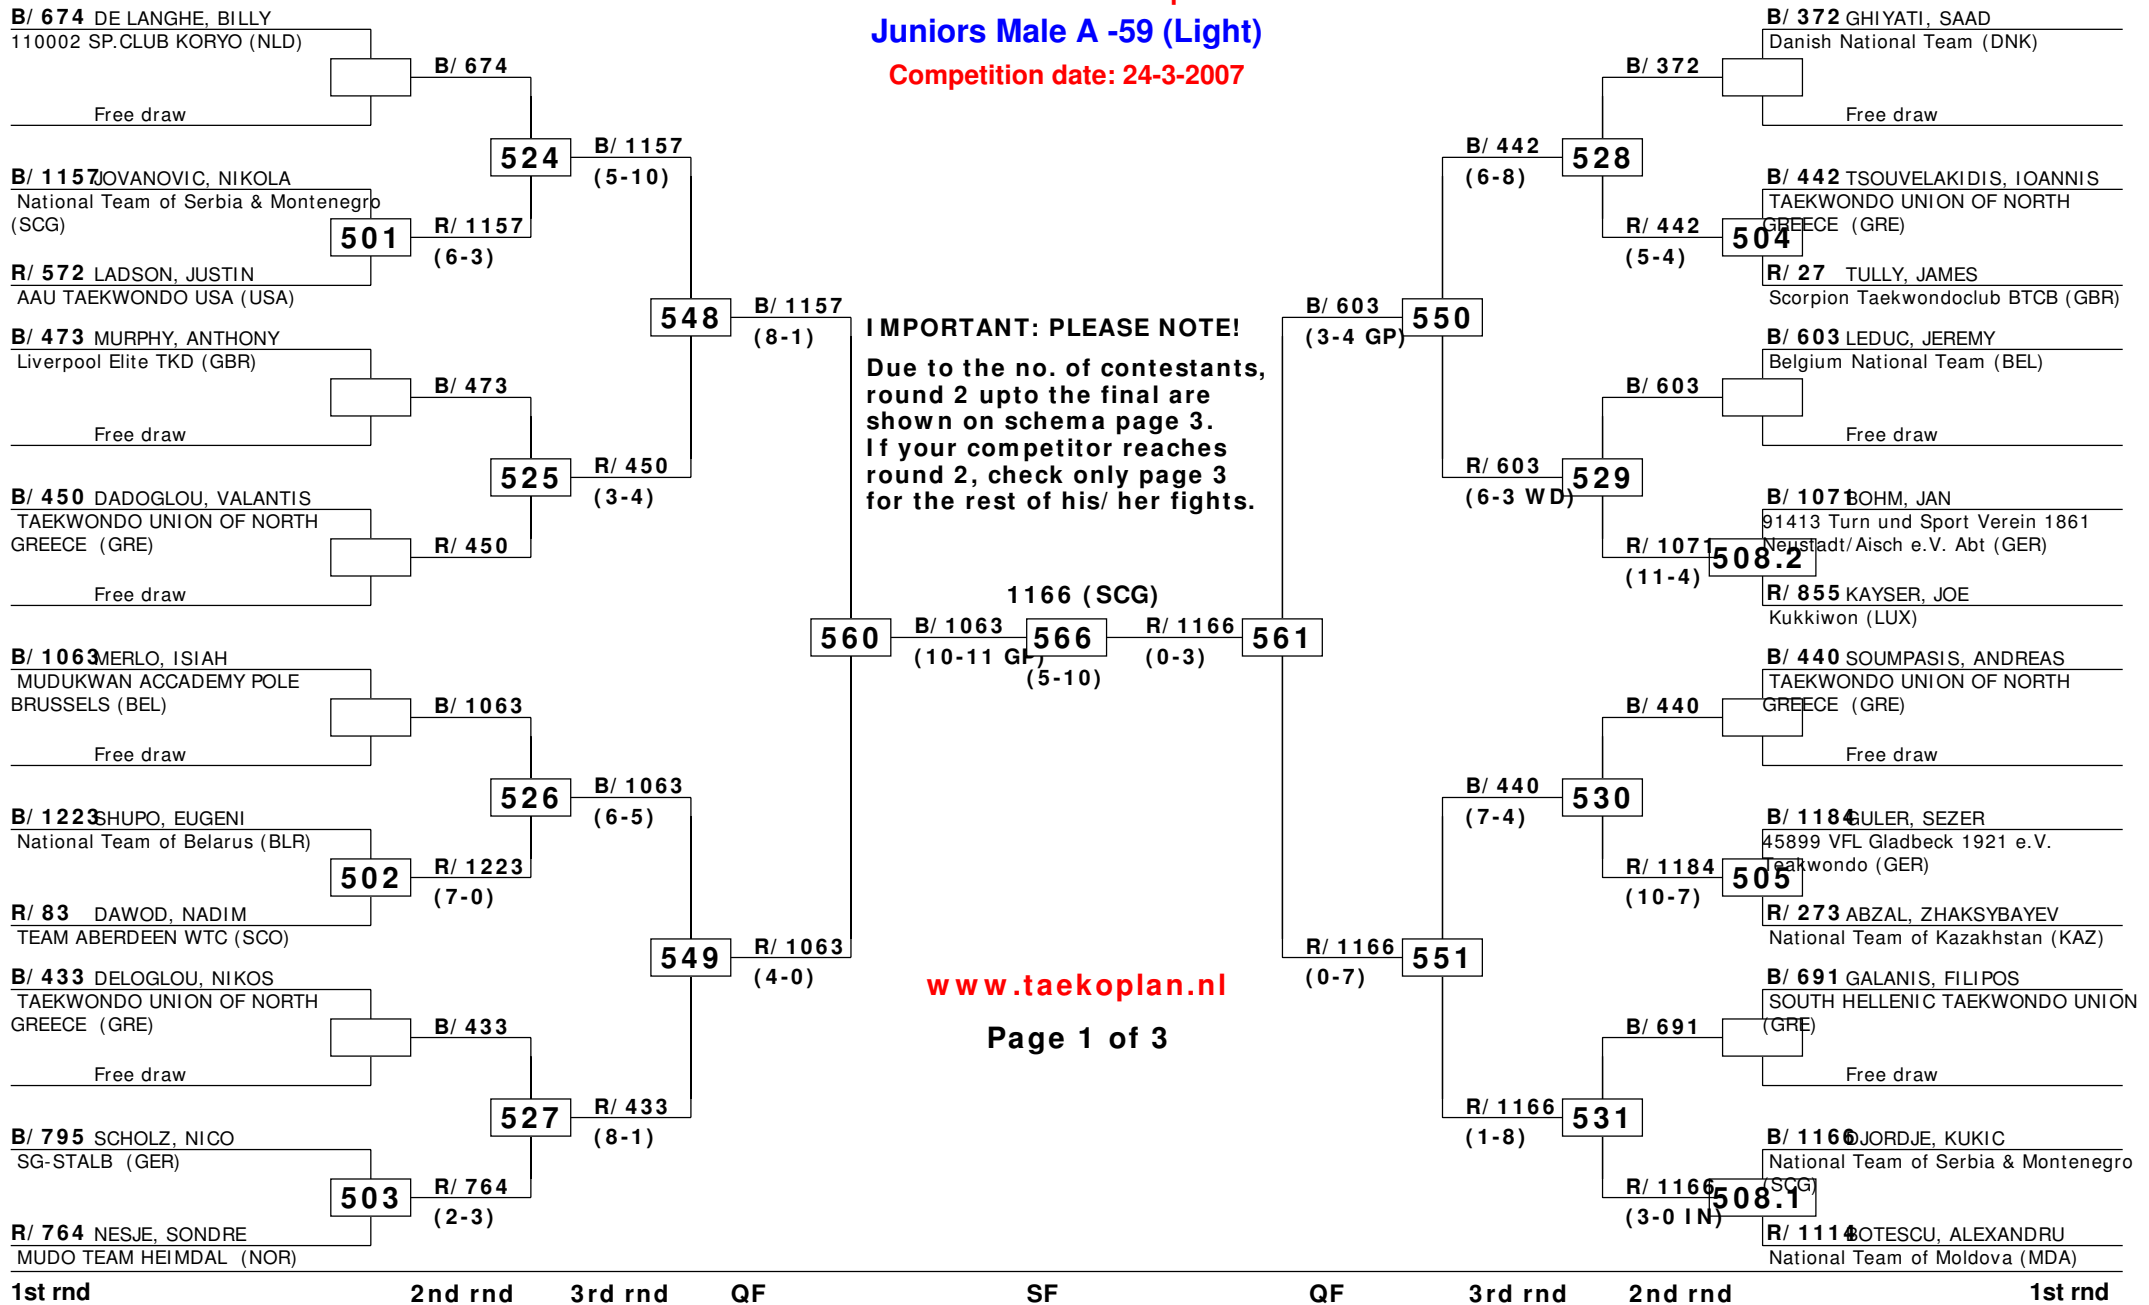 Juniors Male A -59 (Light)
Competition date: 24-3-2007
B/ 674 DE LANGHE, BILLY
110002 SP.CLUB KORYO (NLD)
Free draw
B/ 1157 JOVANOVIC, NIKOLA
National Team of Serbia & Montenegro
(SCG)
R/ 572 LADSON, JUSTIN
AAU TAEKWONDO USA (USA)
B/ 473 MURPHY, ANTHONY
Liverpool Elite TKD (GBR)
Free draw
B/ 450 DADOGLOU, VALANTIS
TAEKWONDO UNION OF NORTH
GREECE (GRE)
Free draw
B/ 1063 MERLO, ISIAH
MUDUKWAN ACCADEMY POLE
BRUSSELS (BEL)
Free draw
B/ 1223 SHUPO, EUGENI
National Team of Belarus (BLR)
R/ 83 DAWOD, NADIM
TEAM ABERDEEN WTC (SCO)
B/ 433 DELOGLOU, NIKOS
TAEKWONDO UNION OF NORTH
GREECE (GRE)
Free draw
B/ 795 SCHOLZ, NICO
SG-STALB (GER)
R/ 764 NESJE, SONDRE
MUDO TEAM HEIMDAL (NOR)
501
502
503
B/ 674
R/ 1157
(6-3)
B/ 473
R/ 450
B/ 1063
R/ 1223
(7-0)
B/ 433
R/ 764
(2-3)
524
525
526
527
B/ 1157
(5-10)
R/ 450
(3-4)
B/ 1063
(6-5)
R/ 433
(8-1)
548
549
B/ 1157
(8-1)
R/ 1063
(4-0)
IMPORTANT: PLEASE NOTE!
Due to the no. of contestants,
round 2 upto the final are
shown on schema page 3.
If your competitor reaches
round 2, check only page 3
for the rest of his/ her fights.
1166 (SCG)
560
B/ 1063
(10-11 GP)
566
(5-10)
R/ 1166
(0-3)
561
www.taekoplan.nl
Page 1 of 3
B/ 603
(3-4 GP)
R/ 1166
(0-7)
550
551
B/ 442
(6-8)
R/ 603
(6-3 WD)
B/ 440
(7-4)
R/ 1166
(1-8)
528
529
530
531
B/ 372
R/ 442
(5-4)
B/ 603
R/ 1071
(11-4)
B/ 440
R/ 1184
(10-7)
B/ 691
R/ 1166
(3-0 IN)
504
508.2
505
508.1
B/ 372 GHIYATI, SAAD
Danish National Team (DNK)
Free draw
B/ 442 TSOUVELAKIDIS, IOANNIS
TAEKWONDO UNION OF NORTH
GREECE (GRE)
R/ 27 TULLY, JAMES
Scorpion Taekwondoclub BTCB (GBR)
B/ 603 LEDUC, JEREMY
Belgium National Team (BEL)
Free draw
B/ 1071 BOHM, JAN
91413 Turn und Sport Verein 1861
Neustadt/Aisch e.V. Abt (GER)
R/ 855 KAYSER, JOE
Kukkiwon (LUX)
B/ 440 SOUMPASIS, ANDREAS
TAEKWONDO UNION OF NORTH
GREECE (GRE)
Free draw
B/ 1184 GULER, SEZER
45899 VFL Gladbeck 1921 e.V.
Teakwondo (GER)
R/ 273 ABZAL, ZHAKSYBAYEV
National Team of Kazakhstan (KAZ)
B/ 691 GALANIS, FILIPOS
SOUTH HELLENIC TAEKWONDO UNION
(GRE)
Free draw
B/ 1166 DJORDJE, KUKIC
National Team of Serbia & Montenegro
(SCG)
R/ 1114 BOTESCU, ALEXANDRU
National Team of Moldova (MDA)
1st rnd 2nd rnd 3rd rnd QF SF QF 3rd rnd 2nd rnd 1st rnd